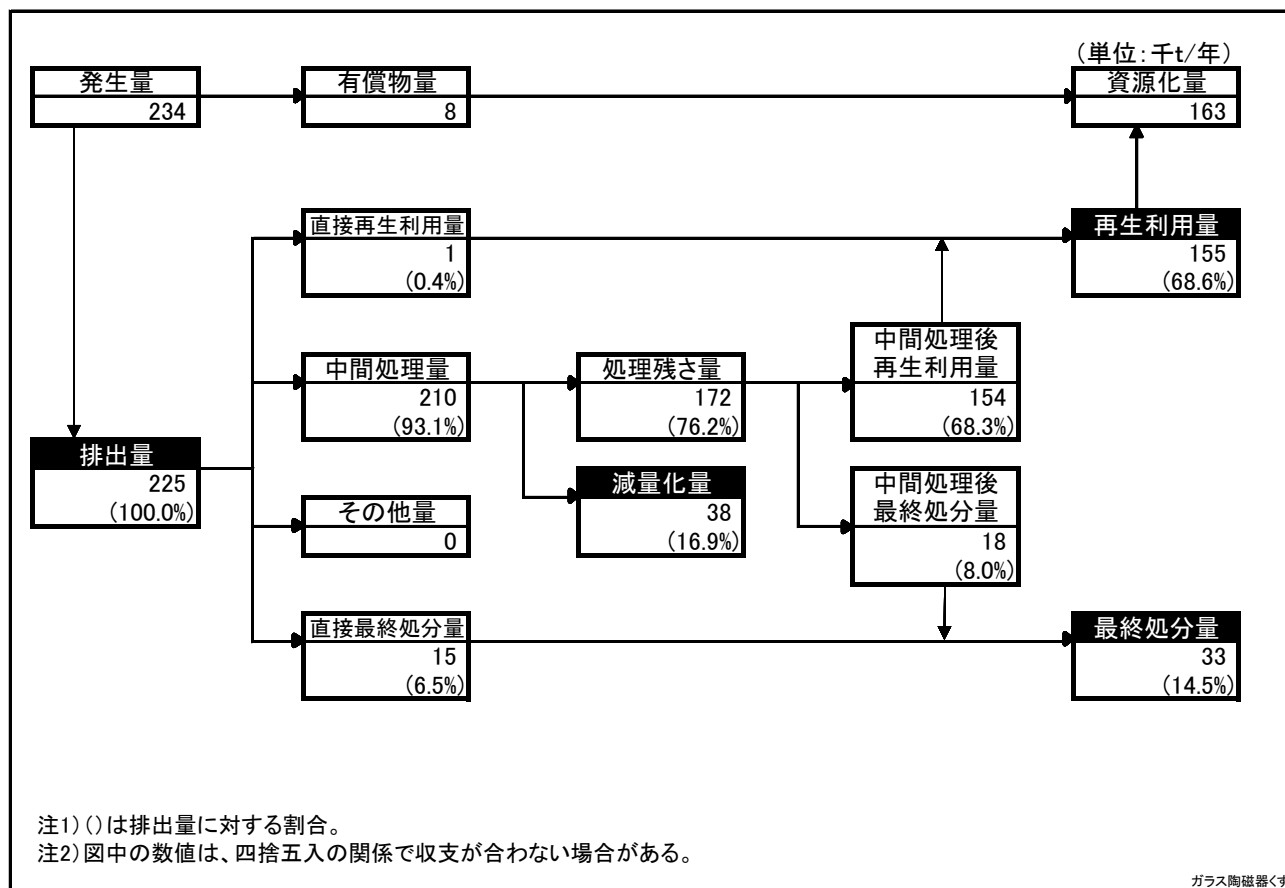 (単位:千t/年)
発生量
234
有償物量
8
資源化量
163
直接再生利用量
1
(0.4%)
再生利用量
155
(68.6%)
中間処理量
210
(93.1%)
処理残さ量
172
(76.2%)
中間処理後
再生利用量
154
(68.3%)
排出量
225
(100.0%)
減量化量
38
(16.9%)
中間処理後
最終処分量
18
(8.0%)
その他量
0
直接最終処分量
15
(6.5%)
最終処分量
33
(14.5%)
注1)()は排出量に対する割合。
注2)図中の数値は、四捨五入の関係で収支が合わない場合がある。
ガラス陶磁器くず